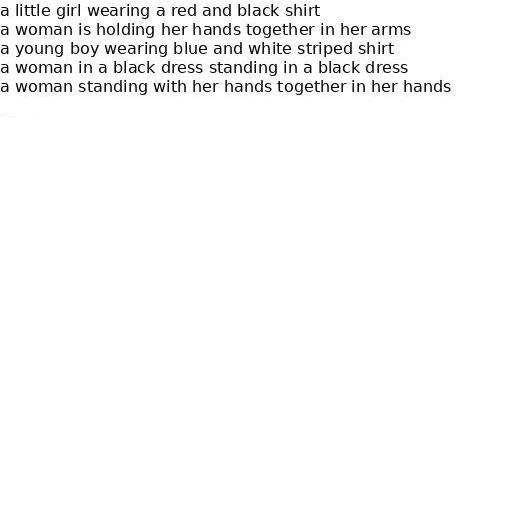 a little girl wearing a red and black shirt
a woman is holding her hands together in her arms
a young boy wearing blue and white striped shirt
a woman in a black dress standing in a black dress
a woman standing with her hands together in her hands